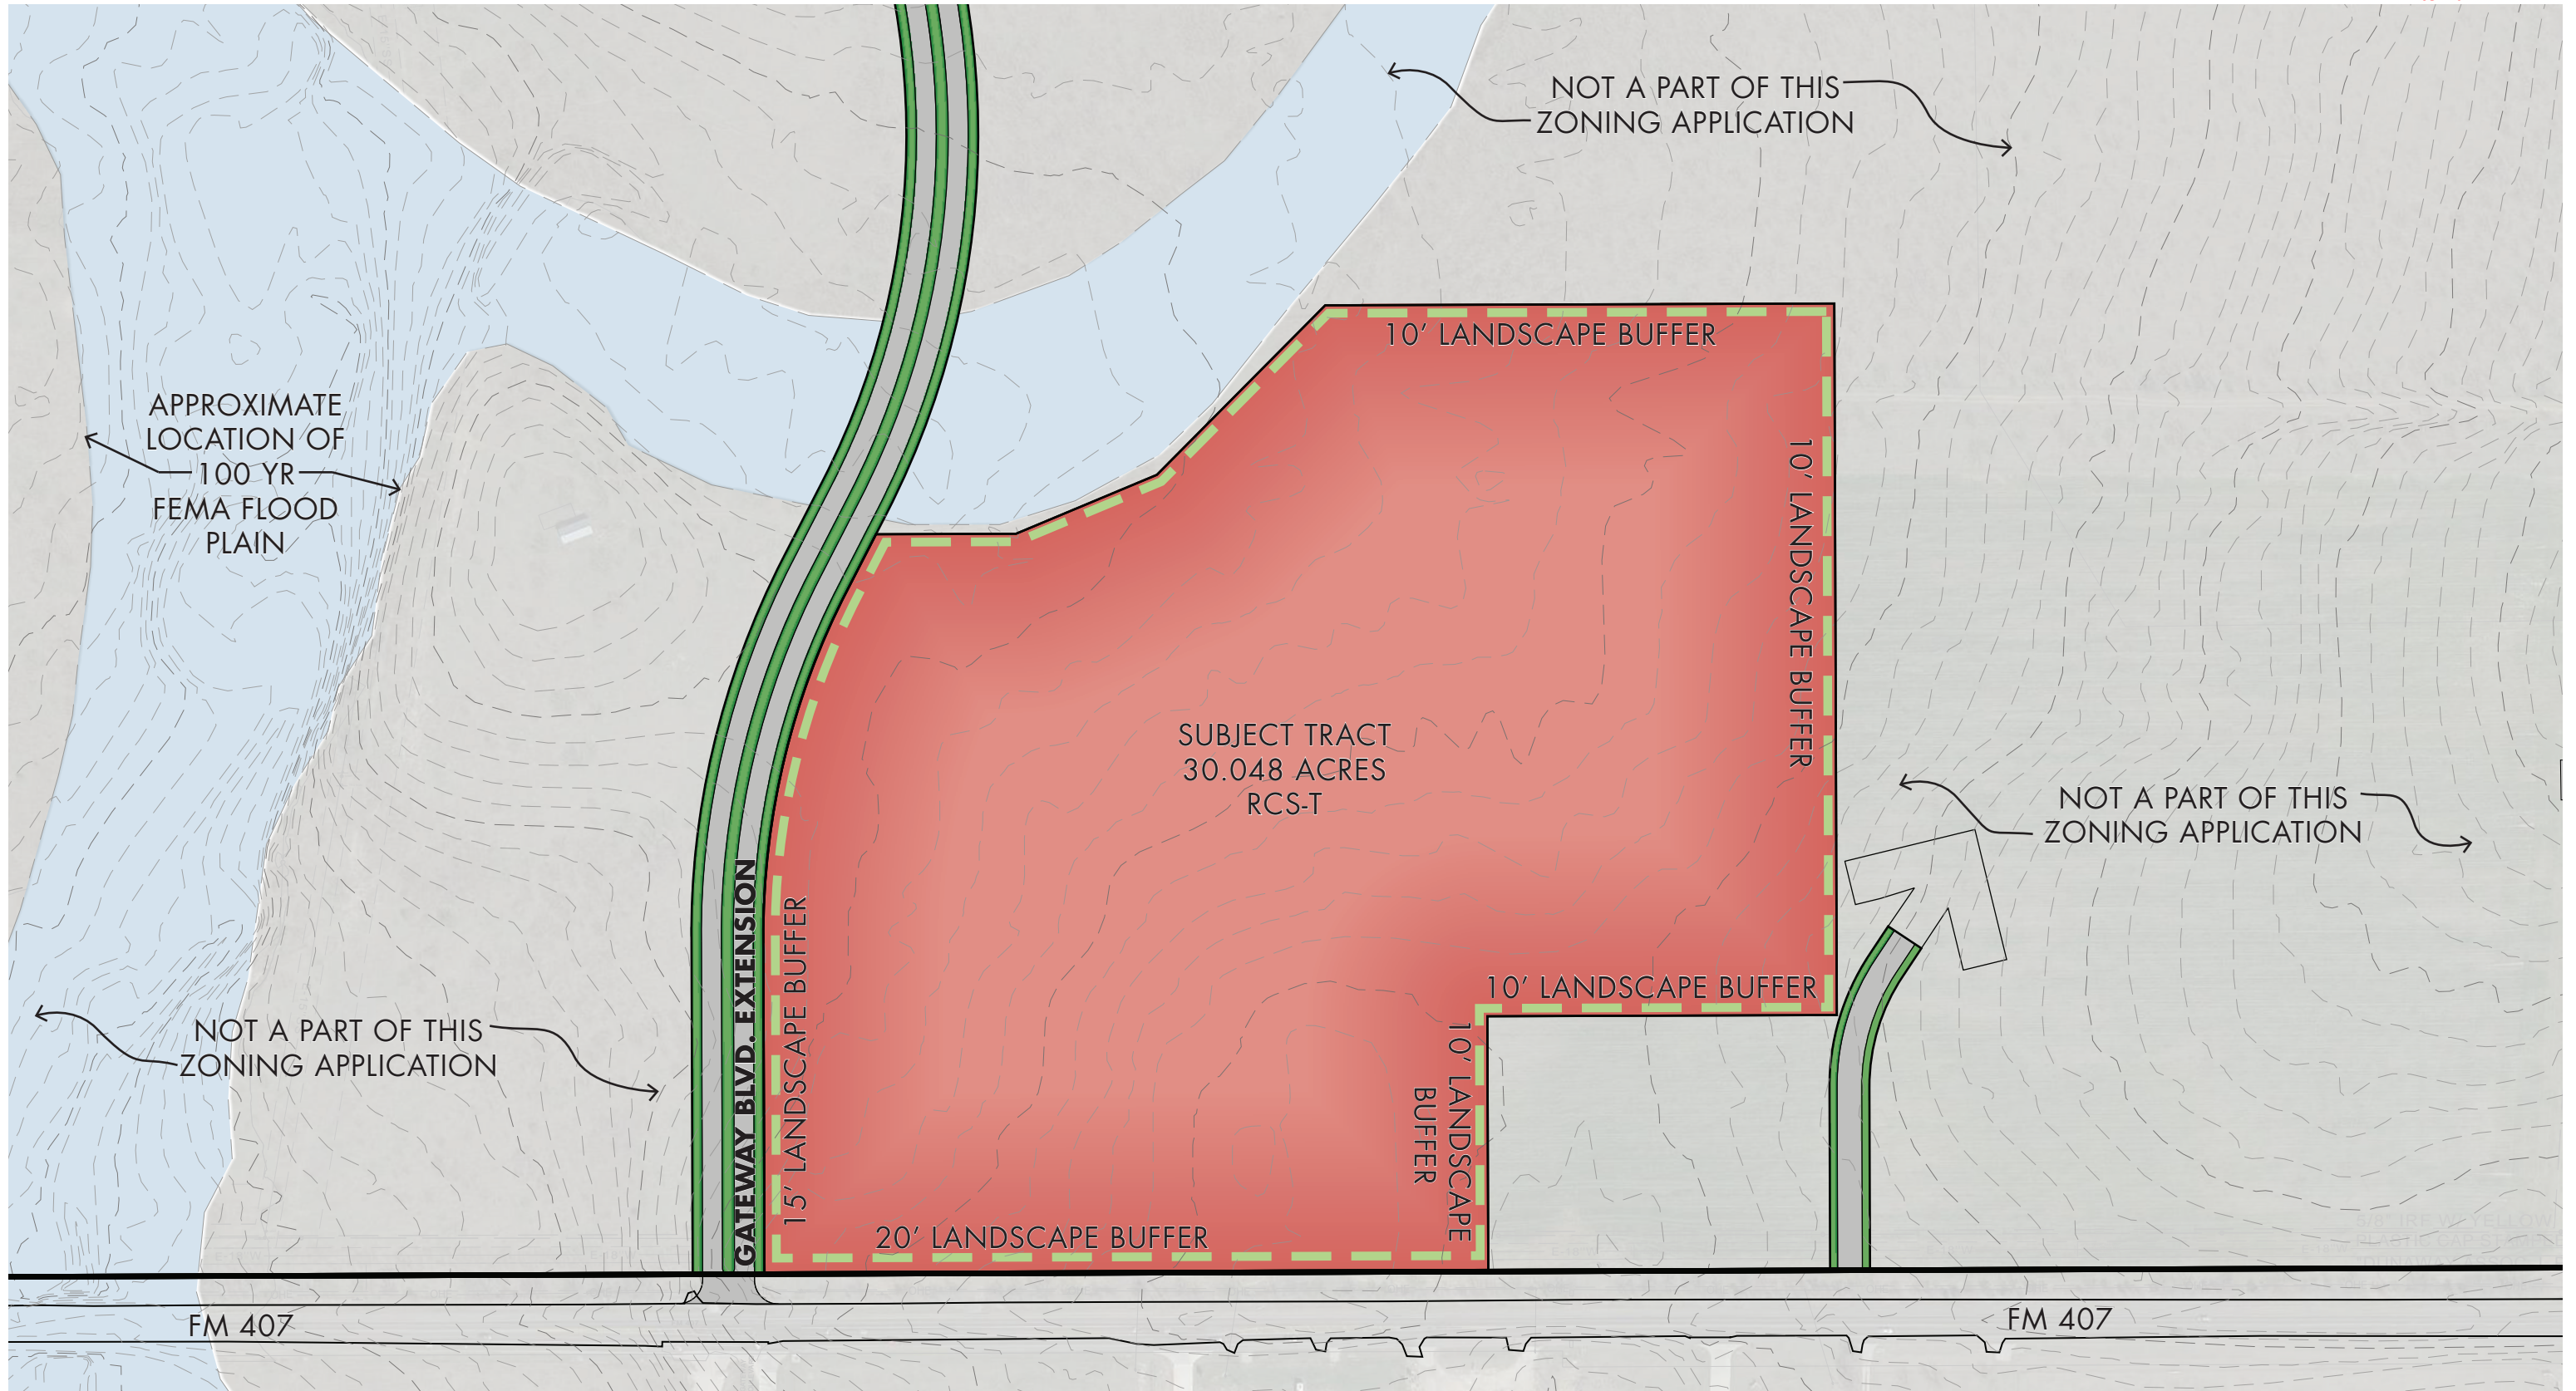 NOT A PART OF THIS
ZONING APPLICATION
10’ LANDSCAPE BUFFER
APPROXIMATE
LOCATION OF
100 YR
FEMA FLOOD
PLAIN
10’ LANDSCAPE BUFFER
SUBJECT TRACT
30.048 ACRES
RCS-T
NOT A PART OF THIS
ZONING APPLICATION
GATEWAY BLVD. EXTENSION
15’ LANDSCAPE BUFFER
10’ LANDSCAPE BUFFER
NOT A PART OF THIS
ZONING APPLICATION
10’ LANDSCAPE
BUFFER
20’ LANDSCAPE BUFFER
FM 407
FM 407